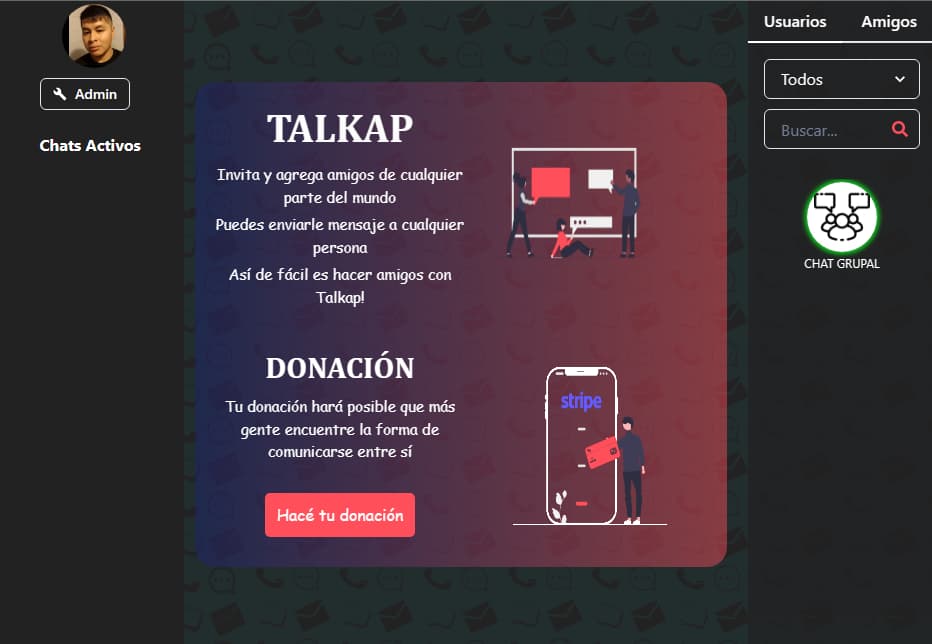 Admin
Chats Activos
TALKAP
Invita y agrega amigos de cualquier
parte del mundo
Puedes enviarle mensaje a cualquier
persona
Así de fácil es hacer amigos con
Talkap!
DONACIÓN
Tu donación hará posible que más
gente encuentre la forma de
comunicarse entre sí
Hacé tu donación
stripe
Usuarios Amigos
Todos
Buscar...
CHAT GRUPAL